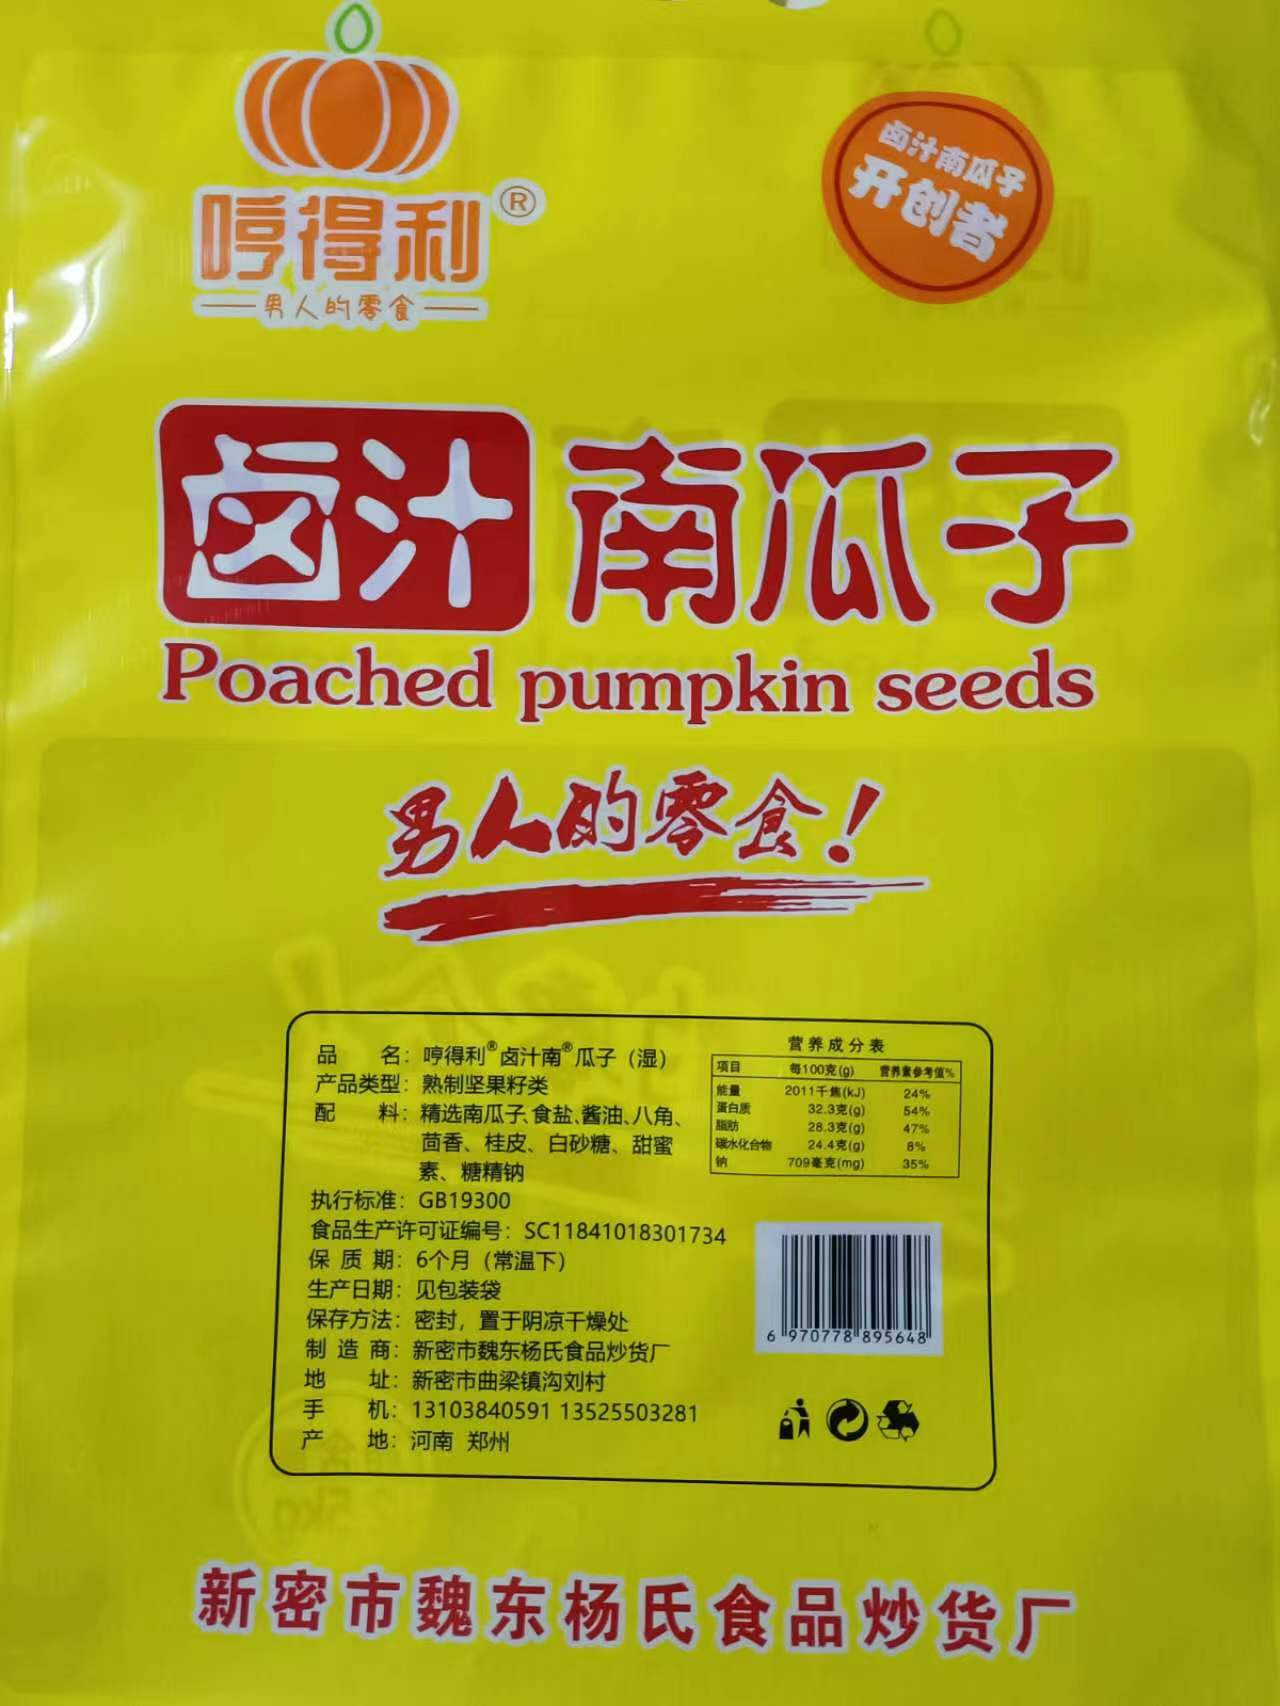 哼得利®
男人的零食
卤汁南瓜子
开创者
卤汁南瓜子
Poached pumpkin seeds
男人的零食！
品 名：哼得利®卤汁南®瓜子（湿）
产品类型：熟制坚果籽类
配 料：精选南瓜子、食盐、酱油、八角、
茴香、桂皮、白砂糖、甜蜜
素、糖精钠
执行标准：GB19300
食品生产许可证编号：SC11841018301734
保 质 期：6个月（常温下）
生产日期：见包装袋
保存方法：密封，置于阴凉干燥处
制 造 商：新密市魏东杨氏食品炒货厂
地 址：新密市曲梁镇沟刘村
手 机：13103840591 13525503281
产 地：河南 郑州
营养成分表
项目 每100克(g) 营养素参考值%
能量 2011千焦(kJ) 24%
蛋白质 32.3克(g) 54%
脂肪 28.3克(g) 47%
碳水化合物 24.4克(g) 8%
钠 709毫克(mg) 35%
6 970778 895648
新密市魏东杨氏食品炒货厂